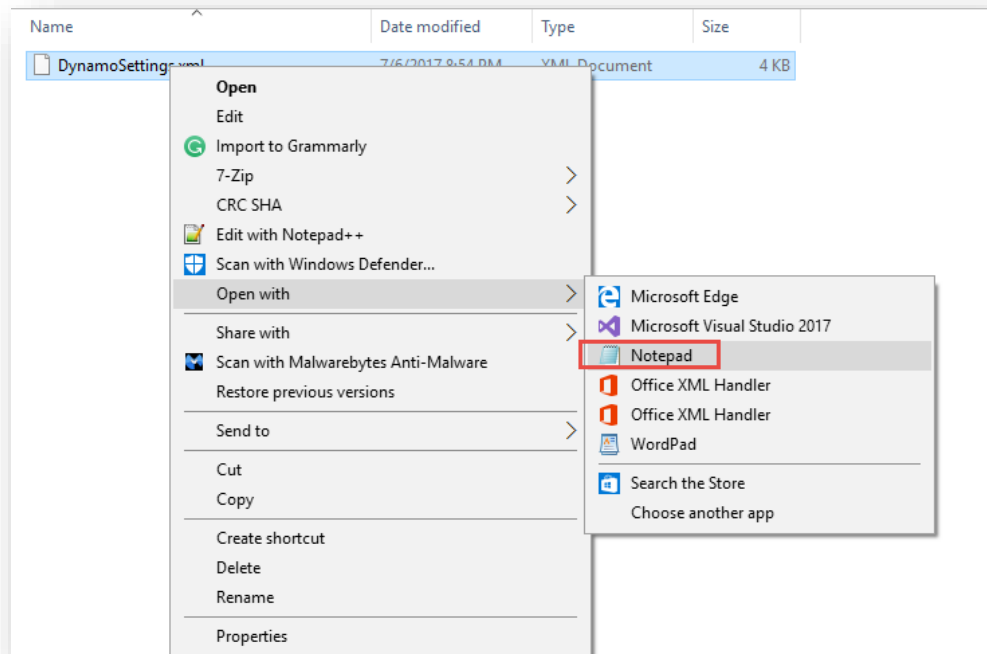 Name Date modified Type Size
DynamoSettings.xml 7/6/2017 8:54 PM XML Document 4 KB
Open
Edit
Import to Grammarly
7-Zip
CRC SHA
Edit with Notepad++
Scan with Windows Defender...
Open with
Share with
Scan with Malwarebytes Anti-Malware
Restore previous versions
Send to
Cut
Copy
Create shortcut
Delete
Rename
Properties
Microsoft Edge
Microsoft Visual Studio 2017
Notepad
Office XML Handler
Office XML Handler
WordPad
Search the Store
Choose another app